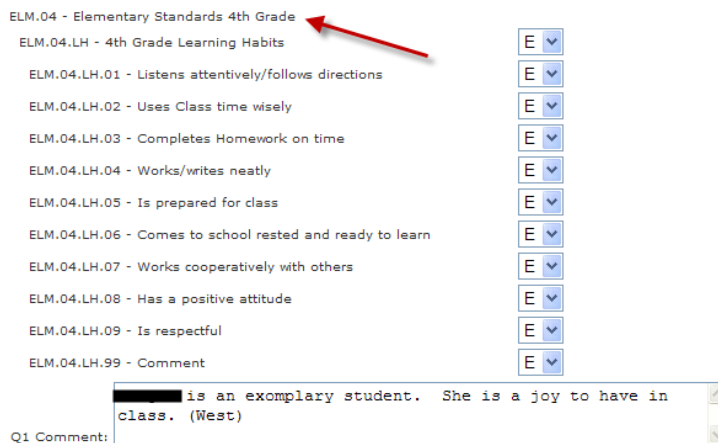 ELM.04 - Elementary Standards 4th Grade
ELM.04.LH - 4th Grade Learning Habits E
ELM.04.LH.01 - Listens attentively/follows directions E
ELM.04.LH.02 - Uses Class time wisely E
ELM.04.LH.03 - Completes Homework on time E
ELM.04.LH.04 - Works/writes neatly E
ELM.04.LH.05 - Is prepared for class E
ELM.04.LH.06 - Comes to school rested and ready to learn E
ELM.04.LH.07 - Works cooperatively with others E
ELM.04.LH.08 - Has a positive attitude E
ELM.04.LH.09 - Is respectful E
ELM.04.LH.99 - Comment E
is an exomplary student. She is a joy to have in
class. (West)
Q1 Comment: